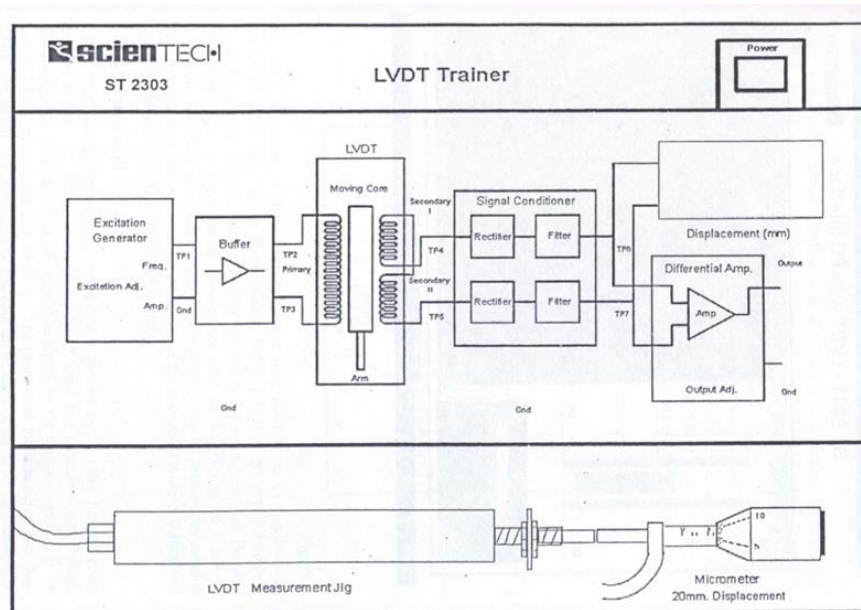 scienTECH
ST 2303
LVDT Trainer
Power
LVDT
Moving Core
Secondary
I
Signal Conditioner
Excitation
Generator
Buffer
TP1
TP2
Primary
TP4
Rectifier
Filter
TP6
Displacement (mm)
Freq.
Excitation Adj.
Amp.
Gnd
TP3
Secondary
II
TP5
Rectifier
Filter
TP7
Differential Amp.
Output
Amp
Arm
Output Adj.
Gnd
Gnd
Gnd
10
LVDT Measurement Jig
Micrometer
20mm. Displacement